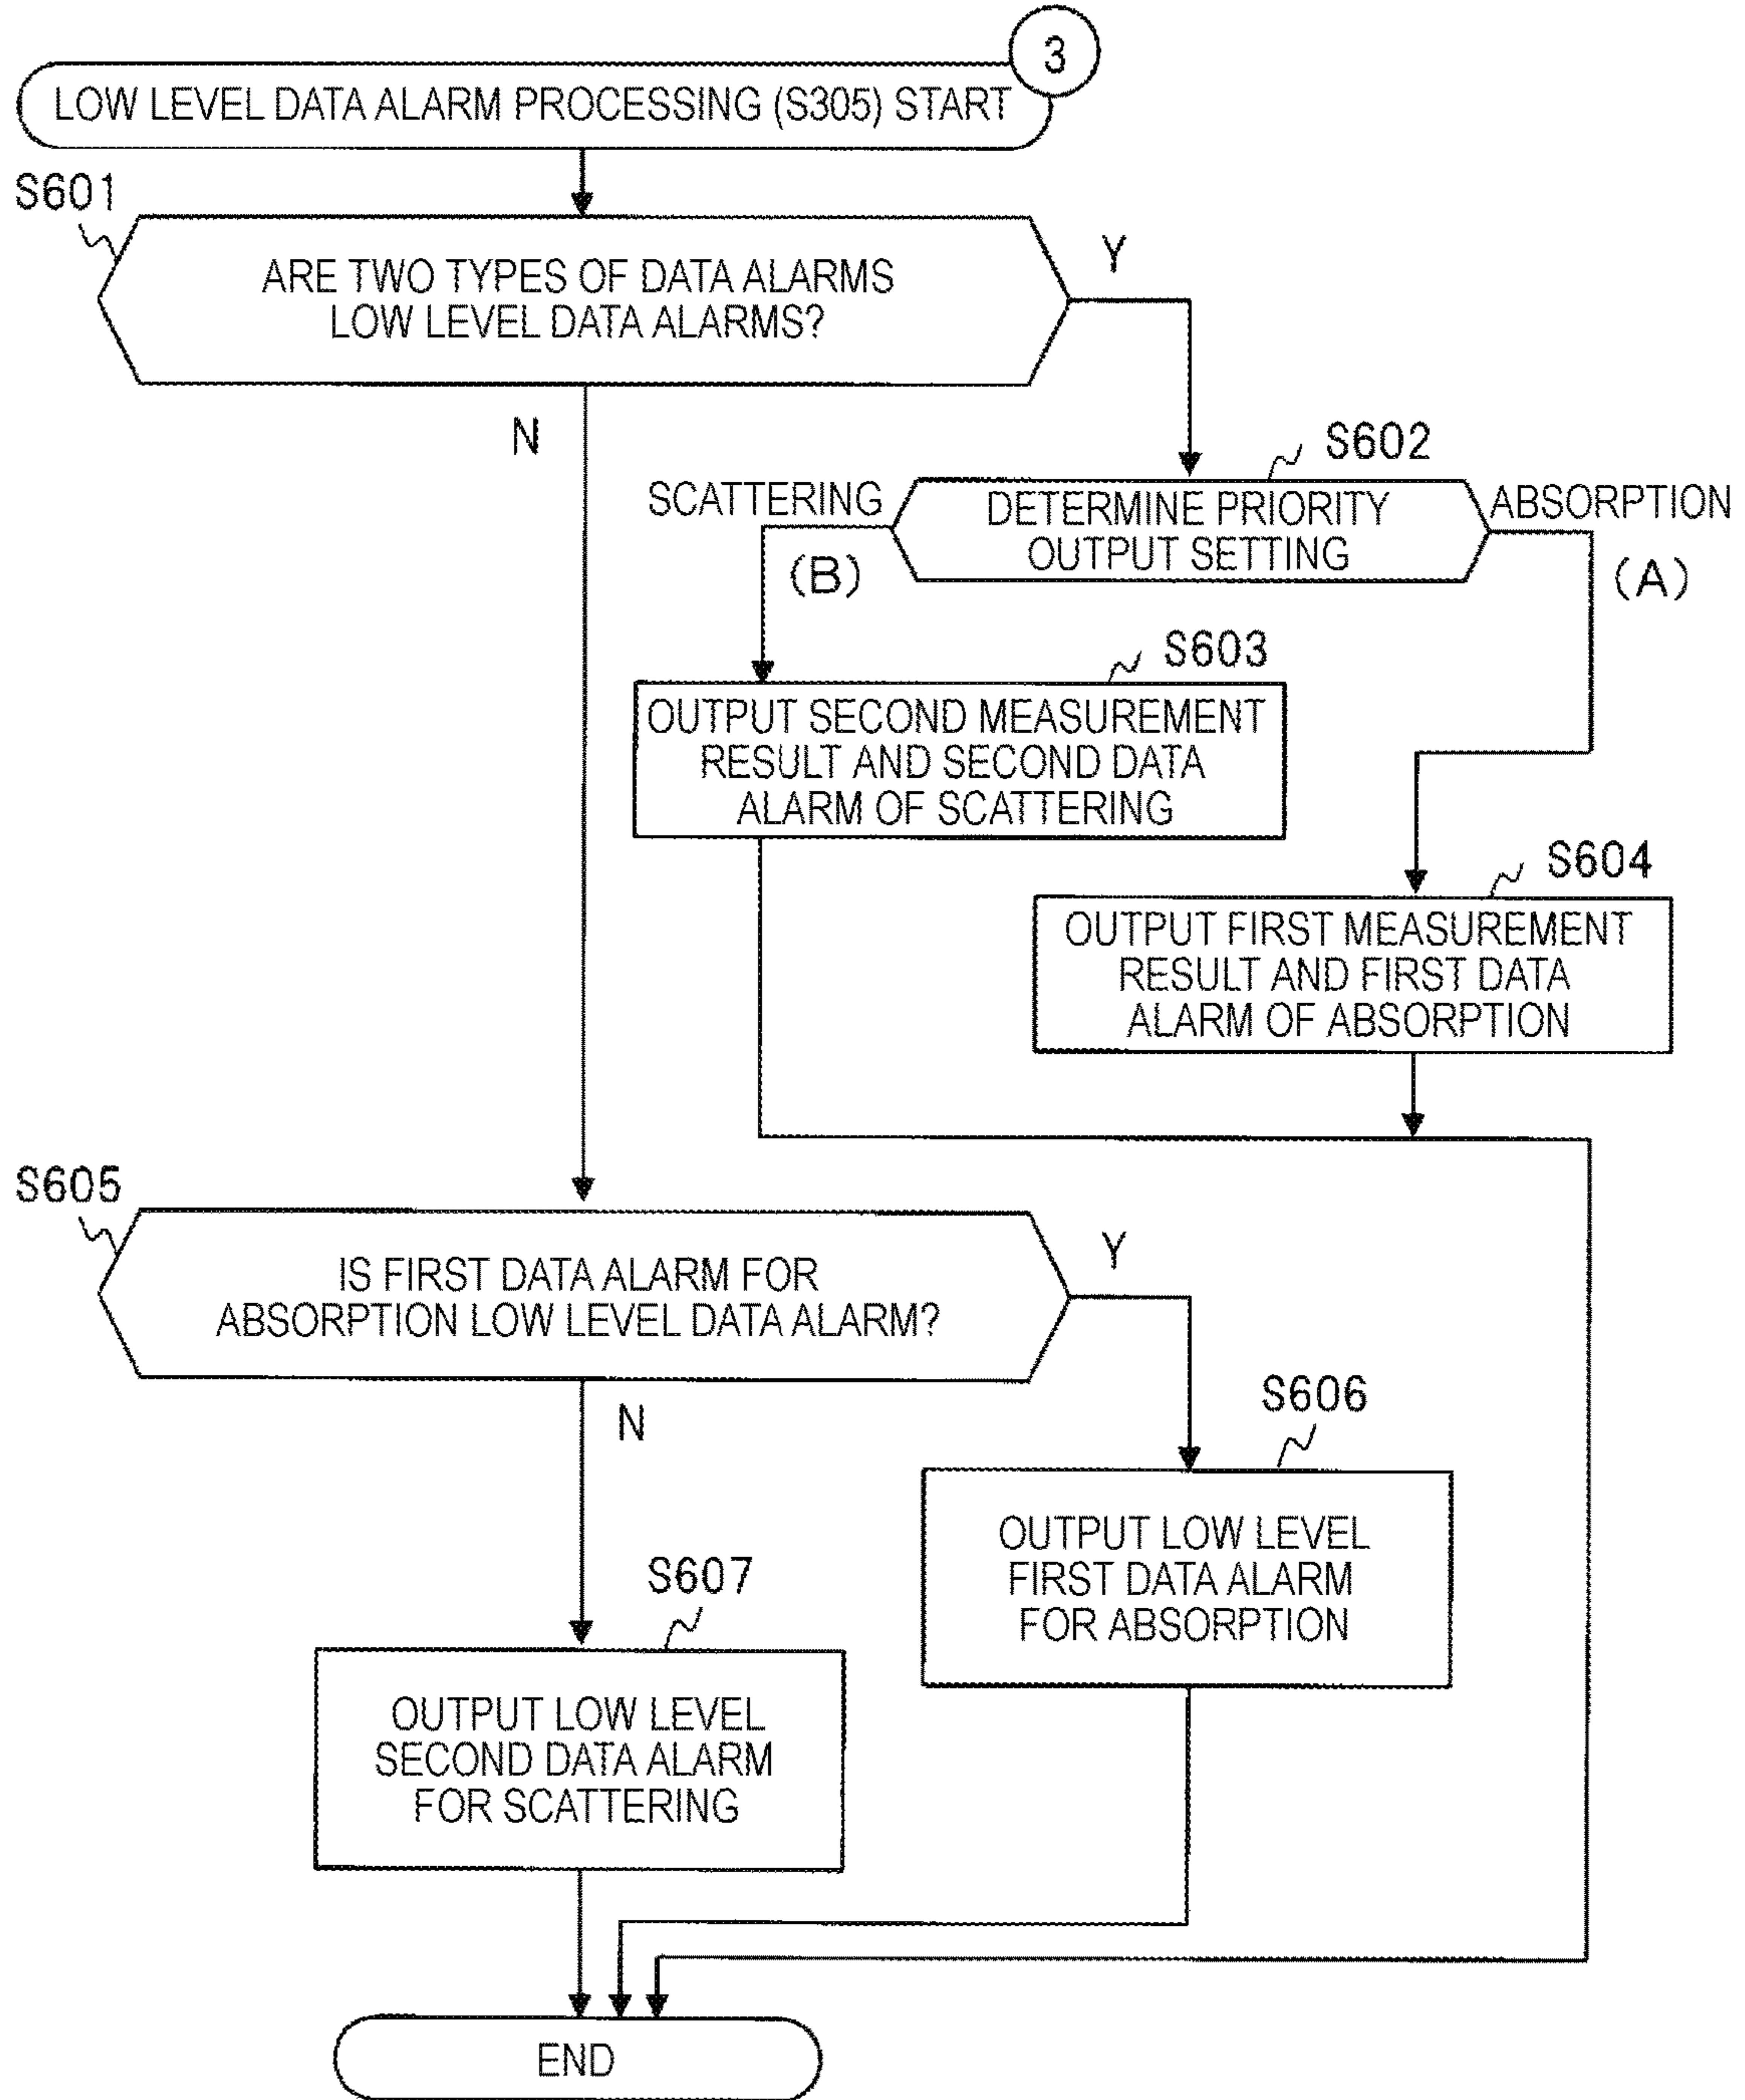 3
LOW LEVEL DATA ALARM PROCESSING (S305) START
S601
ARE TWO TYPES OF DATA ALARMS
LOW LEVEL DATA ALARMS?
Y
N
S602
SCATTERING
DETERMINE PRIORITY
OUTPUT SETTING
ABSORPTION
(B)
(A)
S603
OUTPUT SECOND MEASUREMENT
RESULT AND SECOND DATA
ALARM OF SCATTERING
S604
OUTPUT FIRST MEASUREMENT
RESULT AND FIRST DATA
ALARM OF ABSORPTION
S605
IS FIRST DATA ALARM FOR
ABSORPTION LOW LEVEL DATA ALARM?
Y
N
S606
OUTPUT LOW LEVEL
FIRST DATA ALARM
FOR ABSORPTION
S607
OUTPUT LOW LEVEL
SECOND DATA ALARM
FOR SCATTERING
END